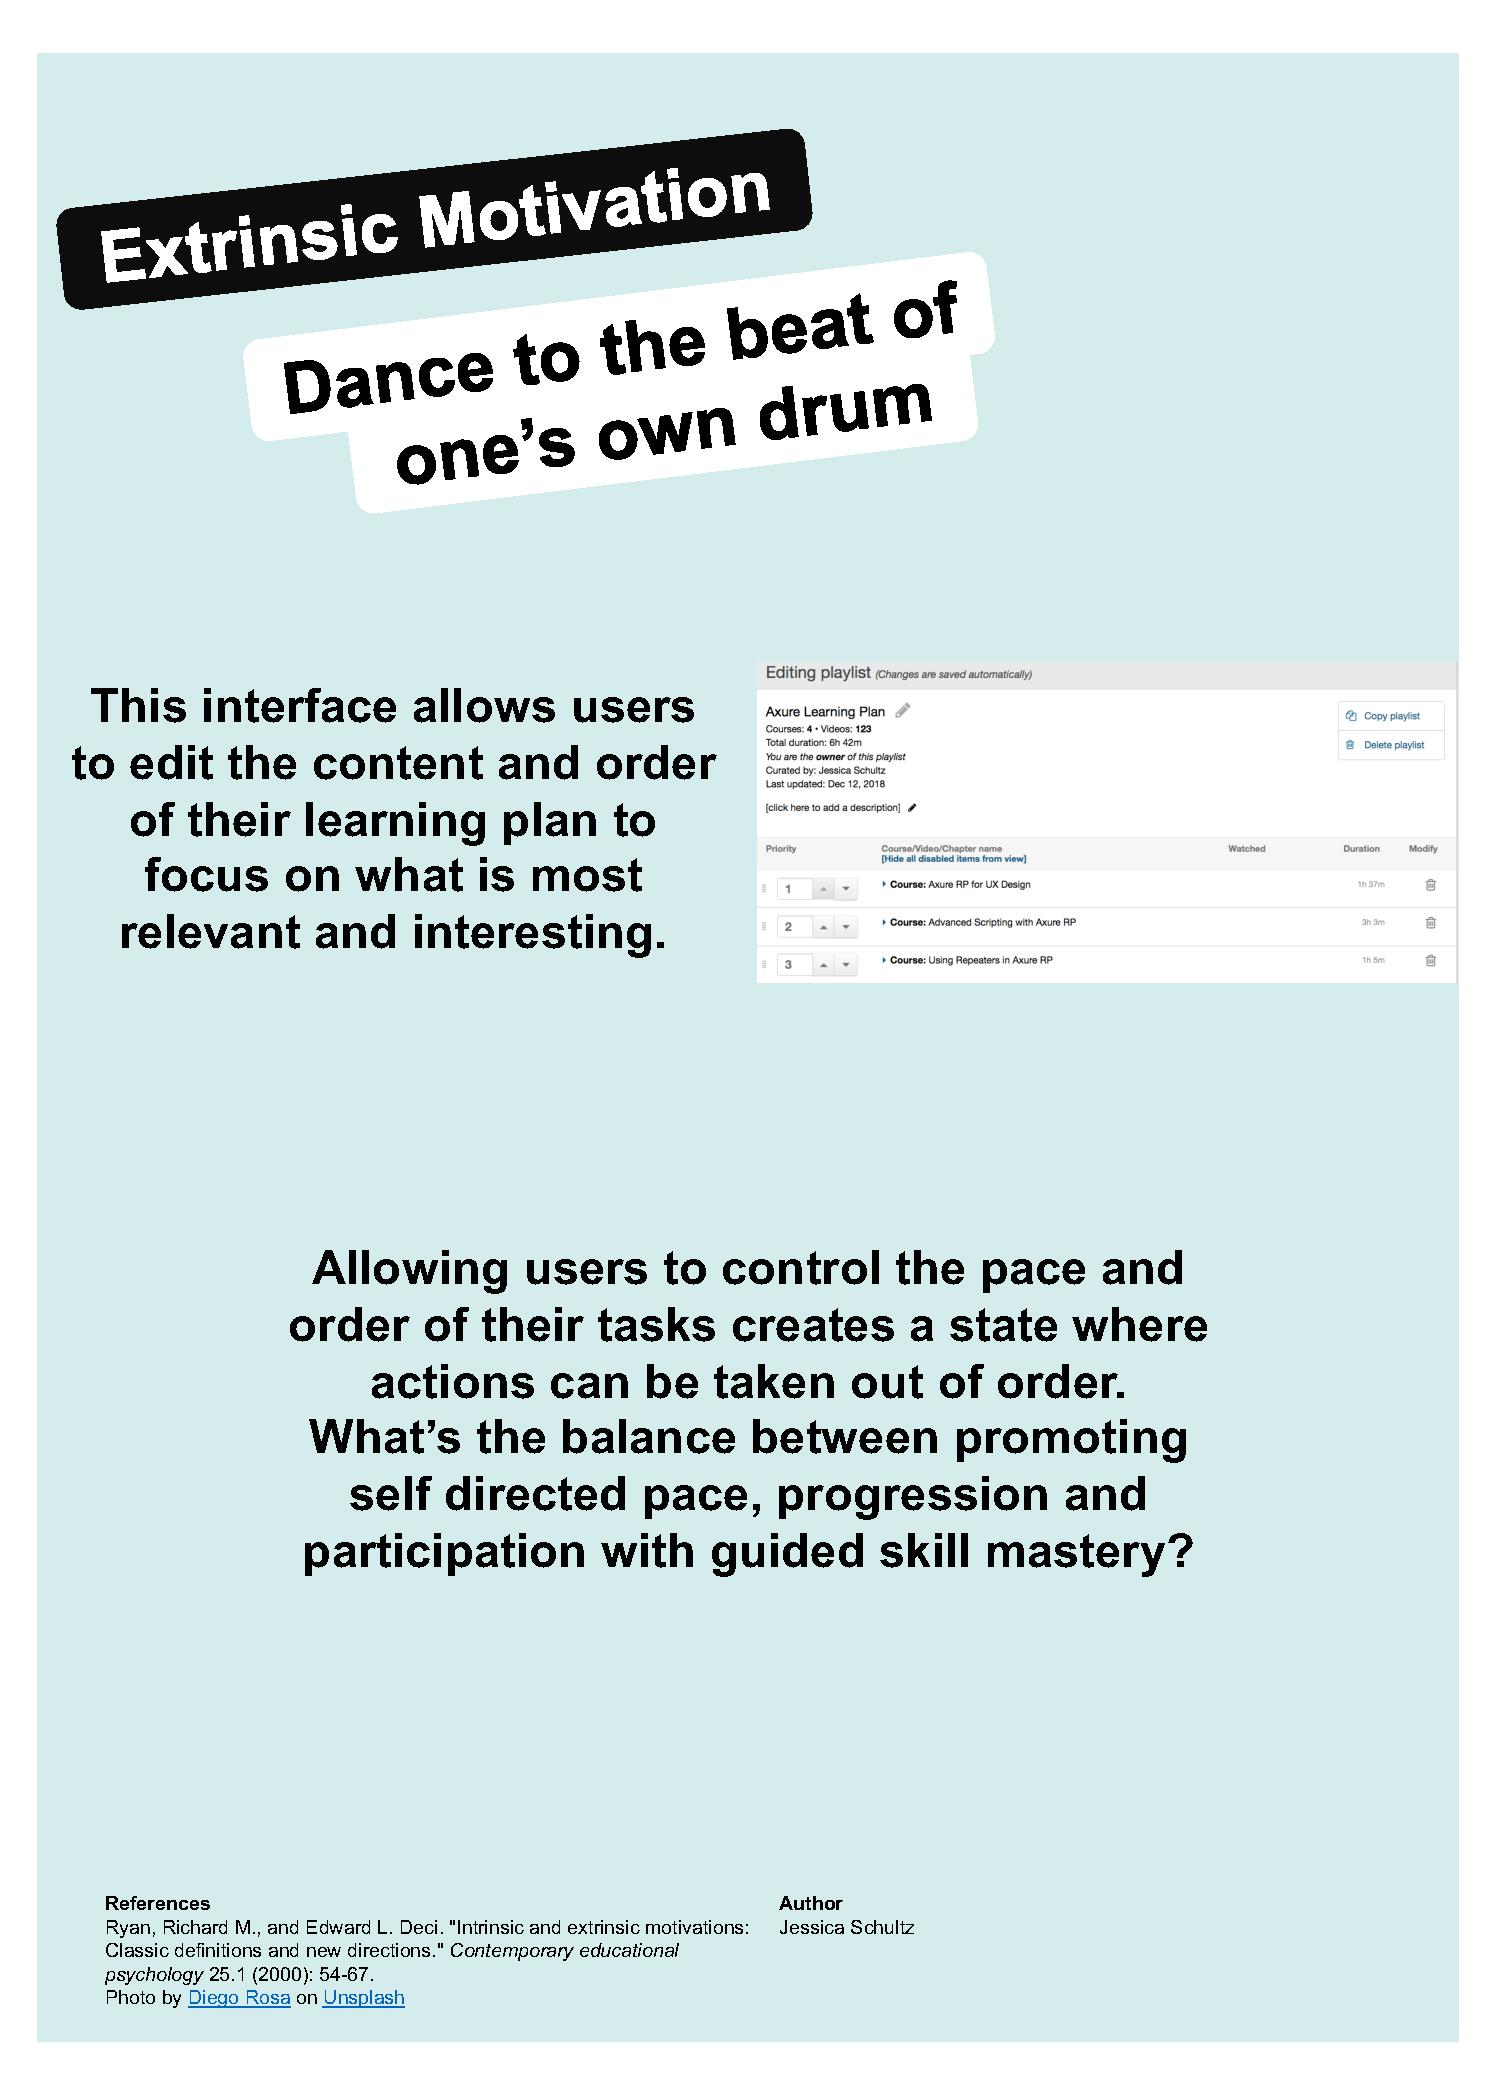 Extrinsic Motivation
Dance to the beat of
one’s own drum
This interface allows users
to edit the content and order
of their learning plan to
focus on what is most
relevant and interesting.
Editing playlist (Changes are saved automatically)
Axure Learning Plan
Courses: 4 • Videos: 123
Total duration: 6h 42m
You are the owner of this playlist
Curated by: Jessica Schultz
Last updated: Dec 12, 2018
[click here to add a description]
Copy playlist
Delete playlist
Priority Course/Video/Chapter name Watched Duration Modify
[Hide all disabled items from view]
1 Course: Axure RP for UX Design 1h 37m
2 Course: Advanced Scripting with Axure RP 3h 3m
3 Course: Using Repeaters in Axure RP 1h 5m
Allowing users to control the pace and
order of their tasks creates a state where
actions can be taken out of order.
What’s the balance between promoting
self directed pace, progression and
participation with guided skill mastery?
References
Ryan, Richard M., and Edward L. Deci. "Intrinsic and extrinsic motivations:
Classic definitions and new directions." Contemporary educational
psychology 25.1 (2000): 54-67.
Photo by Diego Rosa on Unsplash
Author
Jessica Schultz